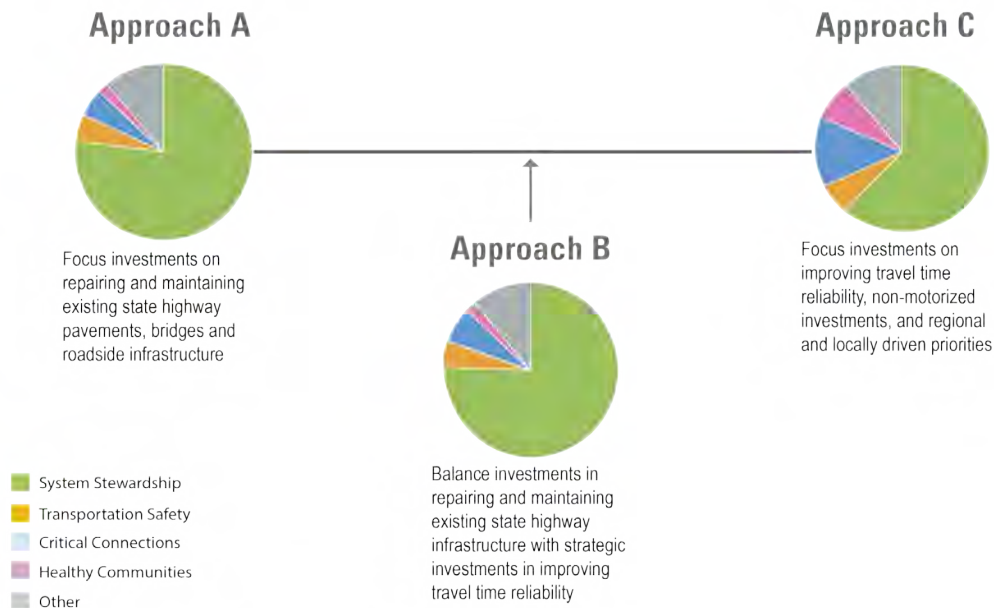 Approach A
Focus investments on
repairing and maintaining
existing state highway
pavements, bridges and
roadside infrastructure
Approach B
Balance investments in
repairing and maintaining
existing state highway
infrastructure with strategic
investments in improving
travel time reliability
Approach C
Focus investments on
improving travel time
reliability, non-motorized
investments, and regional
and locally driven priorities
System Stewardship
Transportation Safety
Critical Connections
Healthy Communities
Other